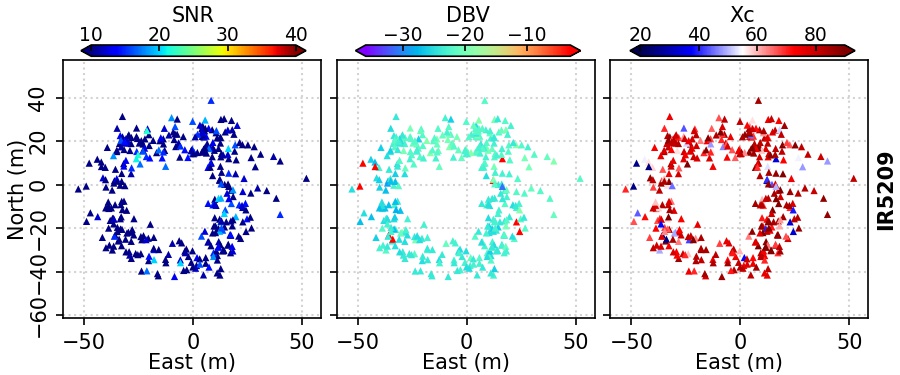 SNR DBV Xc
10 20 30 40 −30 −20 −10 20 40 60 80
40
20
0
−20
−40
−60
North (m)
−50 0 50 −50 0 50 −50 0 50
East (m) East (m) East (m)
IR5209